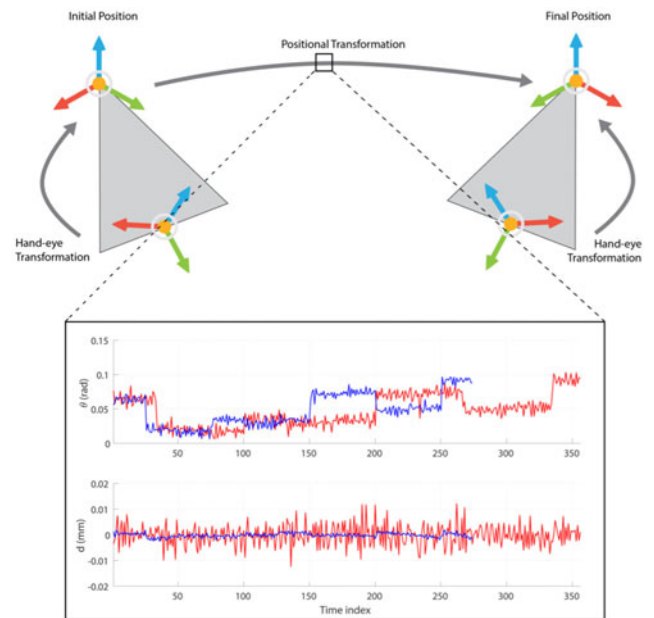 Initial Position
Final Position
Positional Transformation
Hand-eye
Transformation
Hand-eye
Transformation
0.15
0.1
0.05
0
θ (rad)
50
100
150
200
250
300
350
0.02
0.01
0
-0.01
-0.02
d (mm)
50
100
150
200
250
300
350
Time index